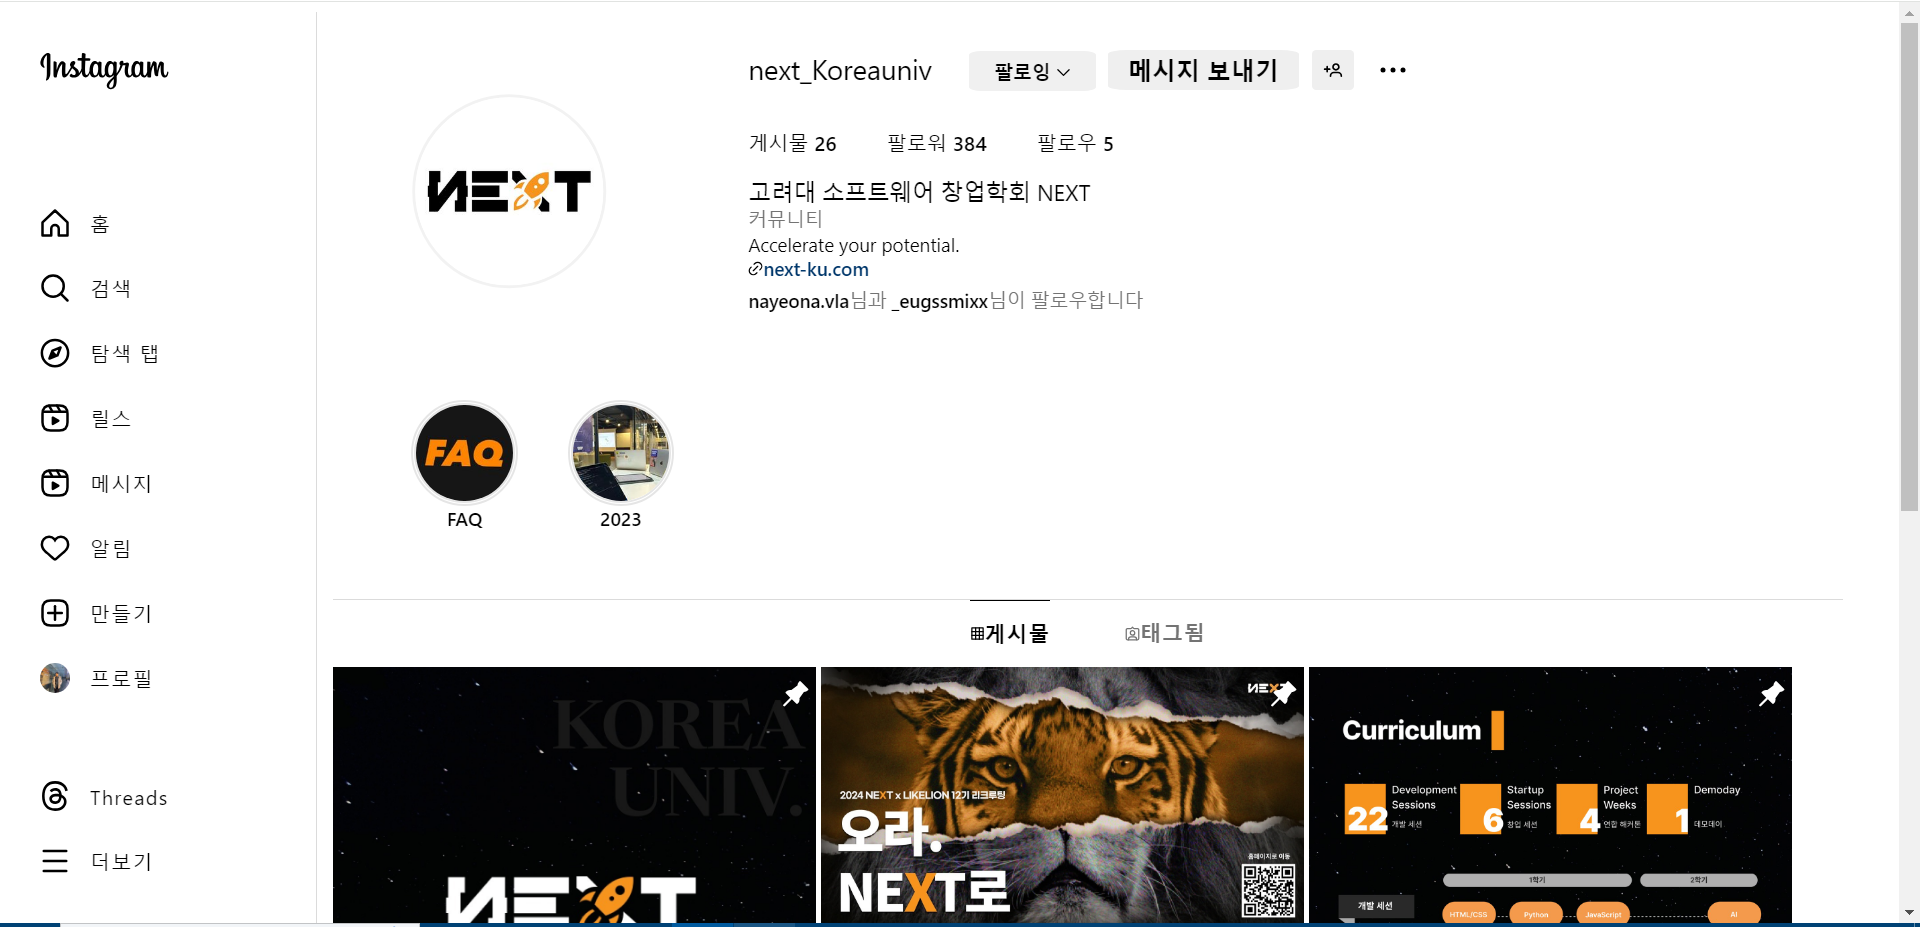 Instagram
홈
검색
탐색 탭
릴스
메시지
알림
만들기
프로필
Threads
더보기
next_Koreauniv
팔로잉
메시지 보내기
게시물 26 팔로워 384 팔로우 5
고려대 소프트웨어 창업학회 NEXT
커뮤니티
Accelerate your potential.
next-ku.com
nayeona.vla님과 _eugssmixx님이 팔로우합니다
NEXT
FAQ
FAQ
2023
게시물
태그됨
KOREA
UNIV.
NEXT
NEXT
2024 NEXT x LIKELION 12기 리크루팅
오라.
NEXT로
홈페이지로 이동
Curriculum
22 Development Sessions 개발 세션
6 Startup Sessions 창업 세션
4 Project Weeks 연합 해커톤
1 Demoday 데모데이
1학기 2학기
개발 세션
HTML/CSS Python JavaScript AI